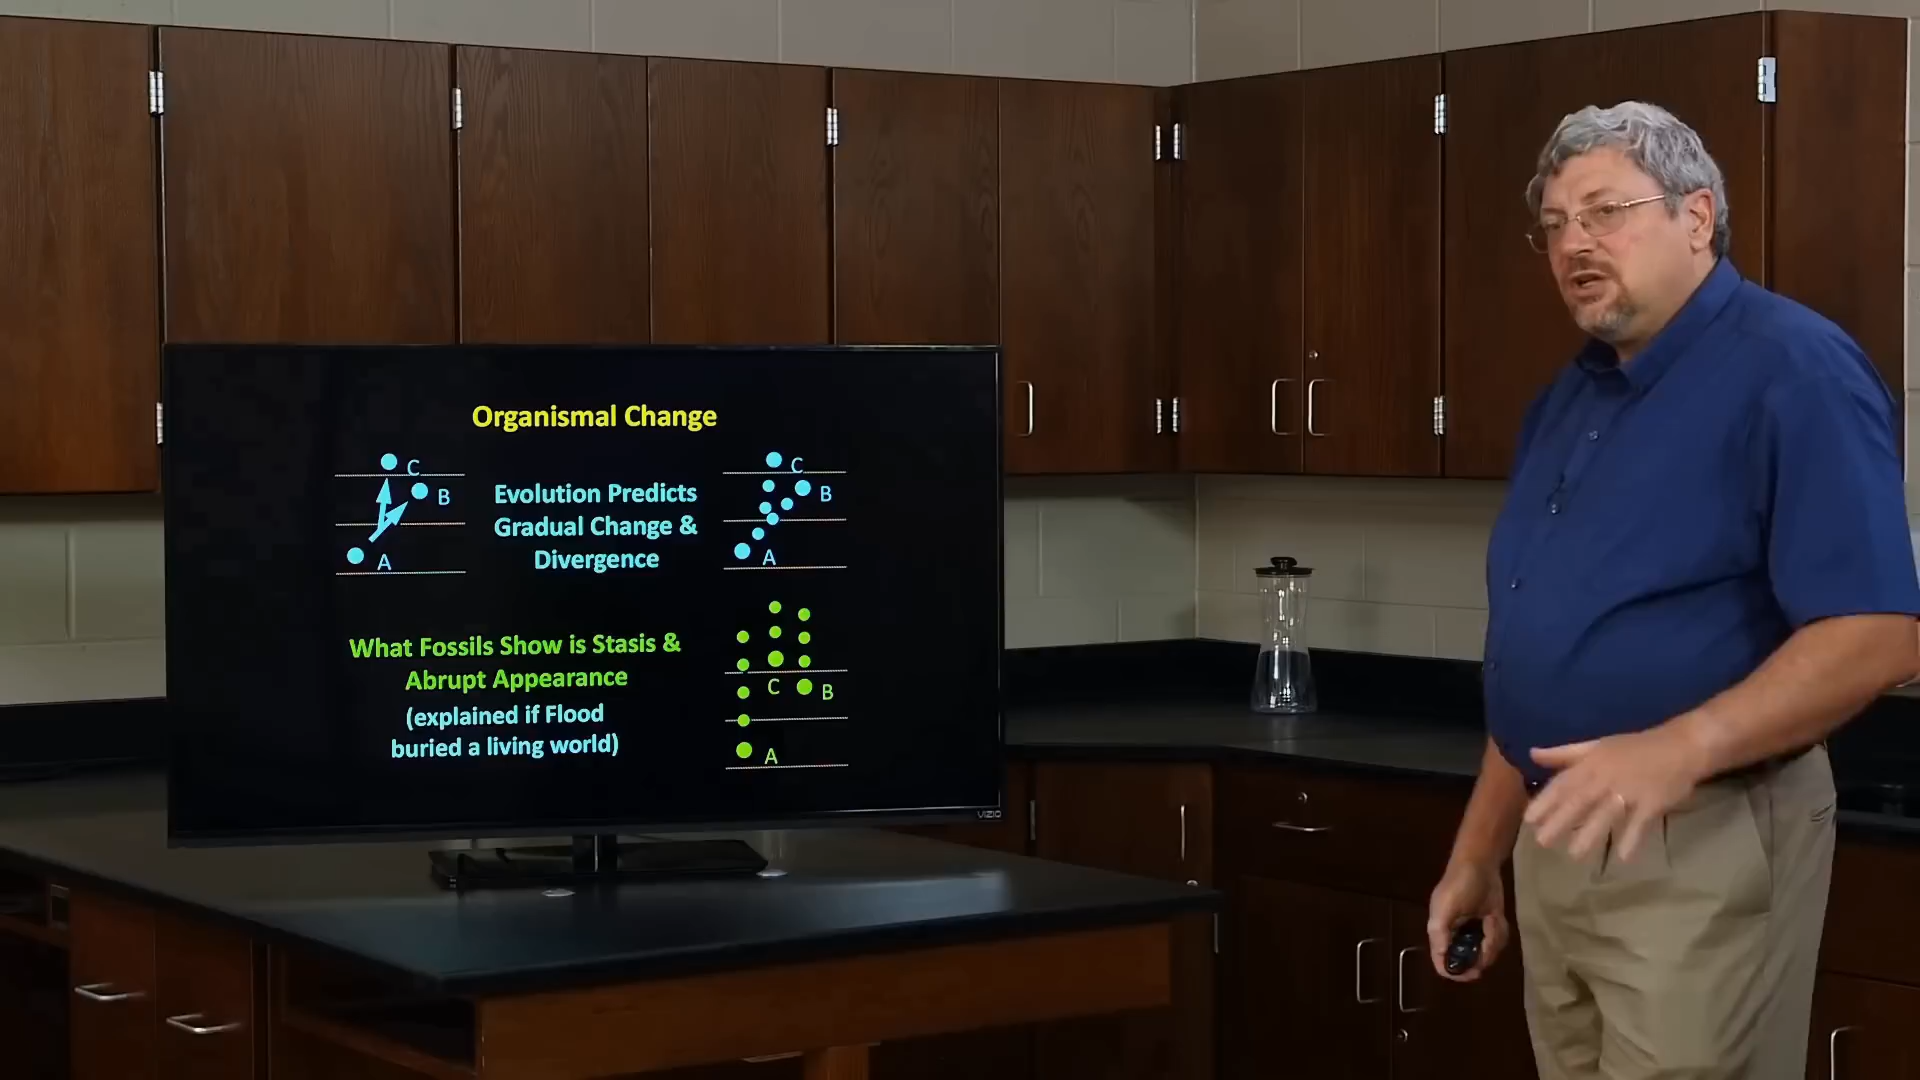 Organismal Change
C
B
A
Evolution Predicts
Gradual Change &
Divergence
C
B
A
What Fossils Show is Stasis &
Abrupt Appearance
(explained if Flood
buried a living world)
C
B
A
VIZIO